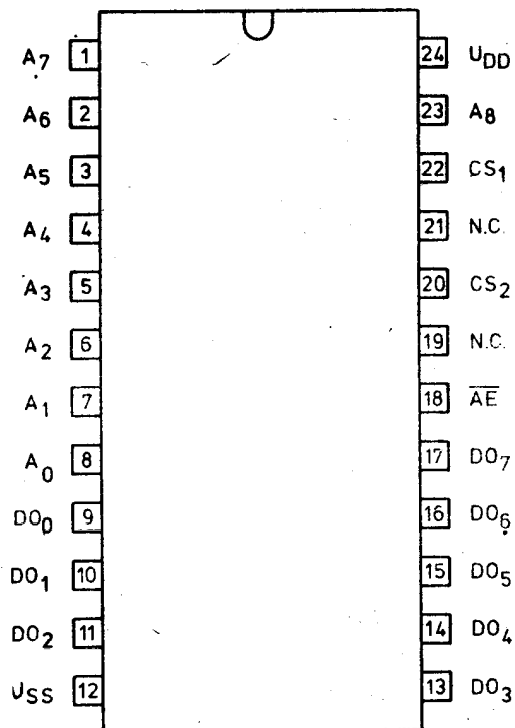 A7 1 24 UDD
A6 2 23 A8
A5 3 22 CS1
A4 4 21 N.C.
A3 5 20 CS2
A2 6 19 N.C.
A1 7 18 A̅E̅
A0 8 17 DO7
DO0 9 16 DO6
DO1 10 15 DO5
DO2 11 14 DO4
USS 12 13 DO3